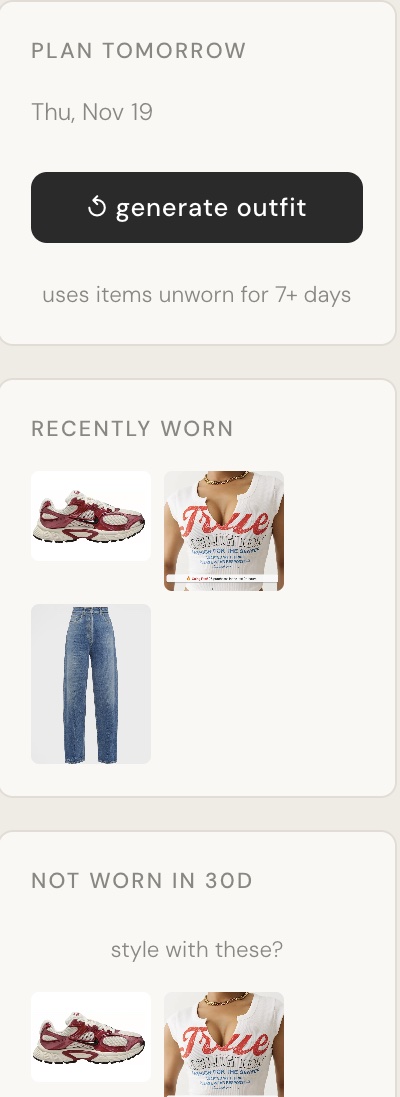 PLAN TOMORROW
Thu, Nov 19
generate outfit
uses items unworn for 7+ days
RECENTLY WORN
True
NOT WORN IN 30D
style with these?
True